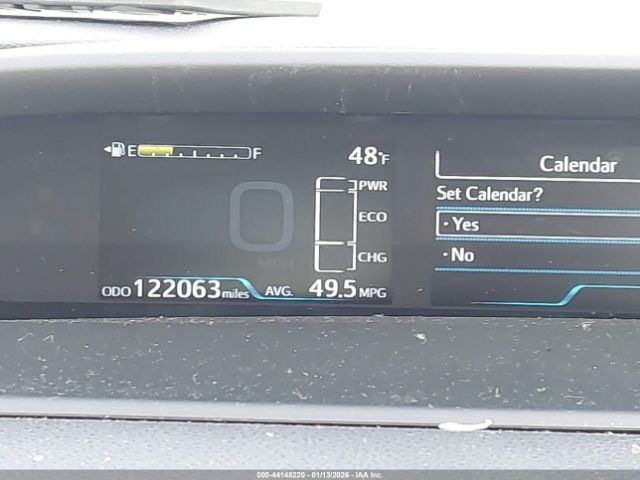 E F
48°F
PWR
ECO
CHG
0
MPH
ODO 122063 miles AVG. 49.5 MPG
Calendar
Set Calendar?
· Yes
· No
000-44148220 - 01/13/2026 - IAA Inc.